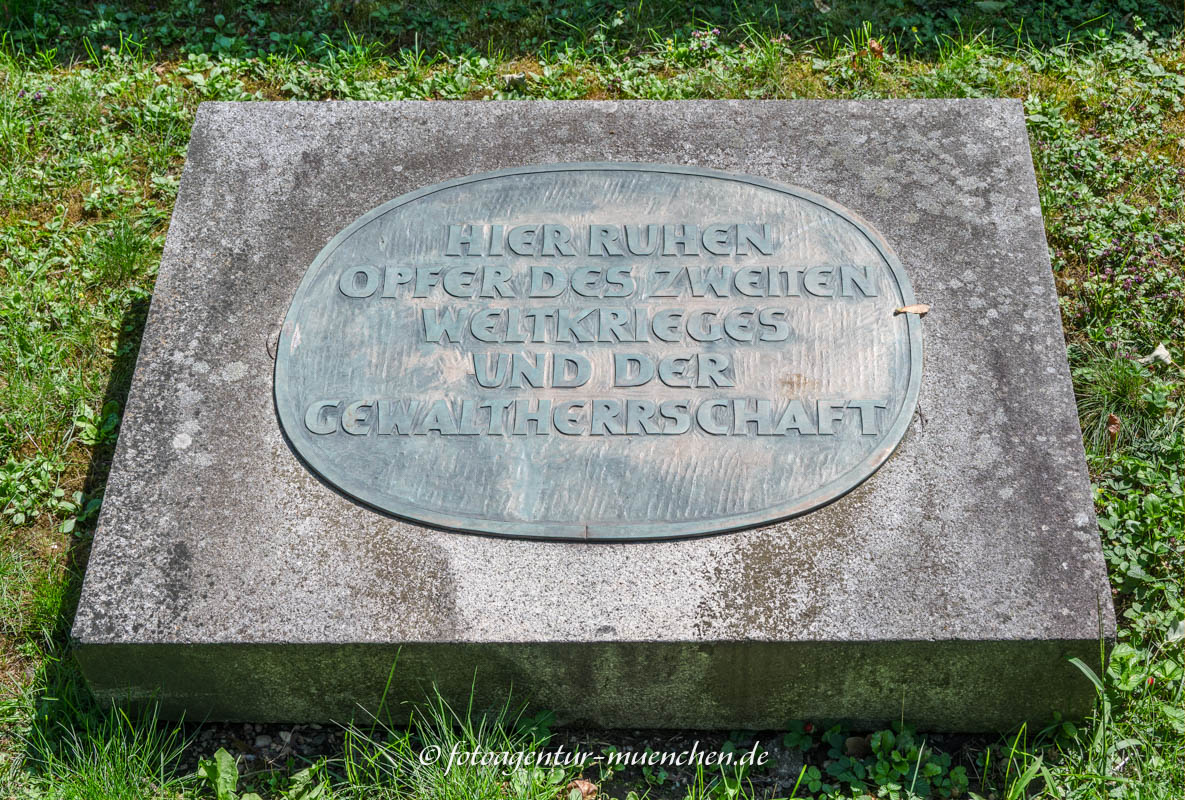 HIER RUHEN
OPFER DES ZWEITEN
WELTKRIEGES
UND DER
GEWALTHERRSCHAFT
©fotoagentur-muenchen.de